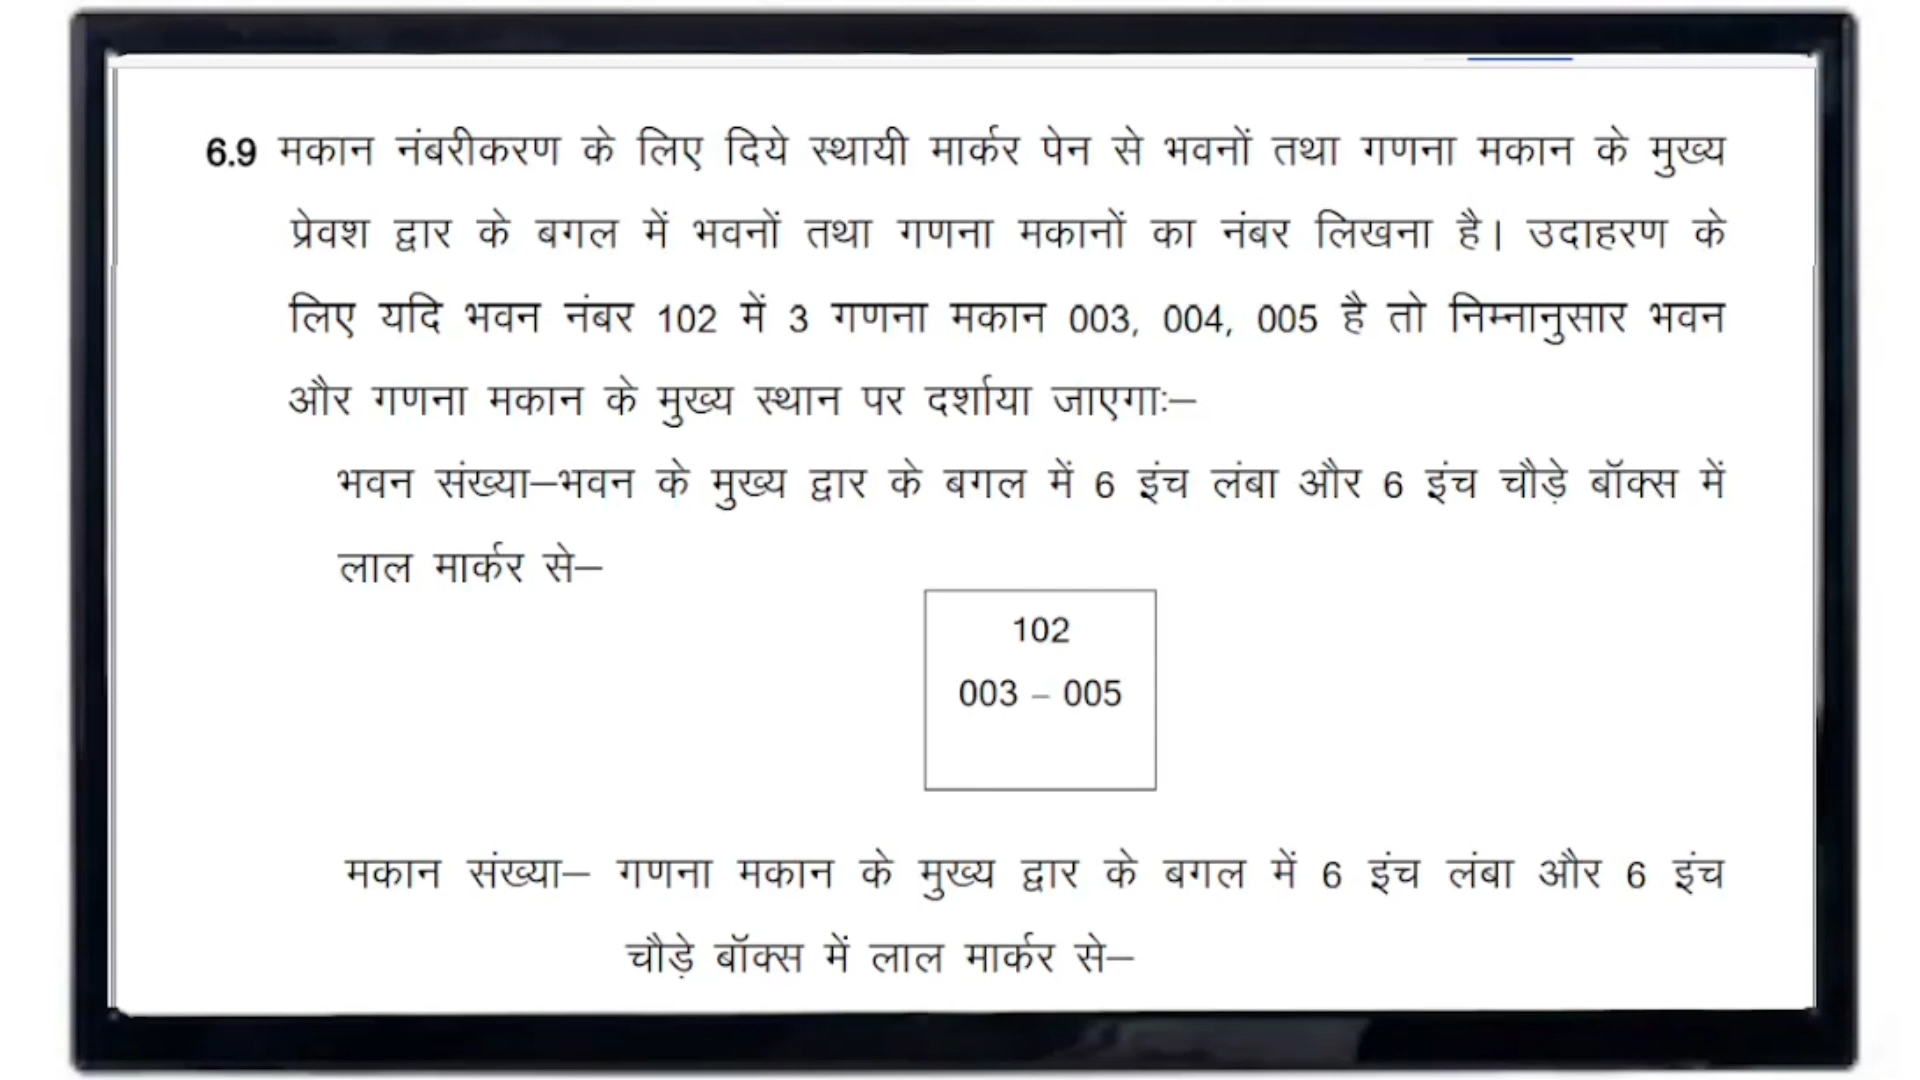 6.9 मकान नंबरीकरण के लिए दिये स्थायी मार्कर पेन से भवनों तथा गणना मकान के मुख्य
प्रेवश द्वार के बगल में भवनों तथा गणना मकानों का नंबर लिखना है। उदाहरण के
लिए यदि भवन नंबर 102 में 3 गणना मकान 003, 004, 005 है तो निम्नानुसार भवन
और गणना मकान के मुख्य स्थान पर दर्शाया जाएगाः–
भवन संख्या–भवन के मुख्य द्वार के बगल में 6 इंच लंबा और 6 इंच चौड़े बॉक्स में
लाल मार्कर से–
102
003 – 005
मकान संख्या– गणना मकान के मुख्य द्वार के बगल में 6 इंच लंबा और 6 इंच
चौड़े बॉक्स में लाल मार्कर से–